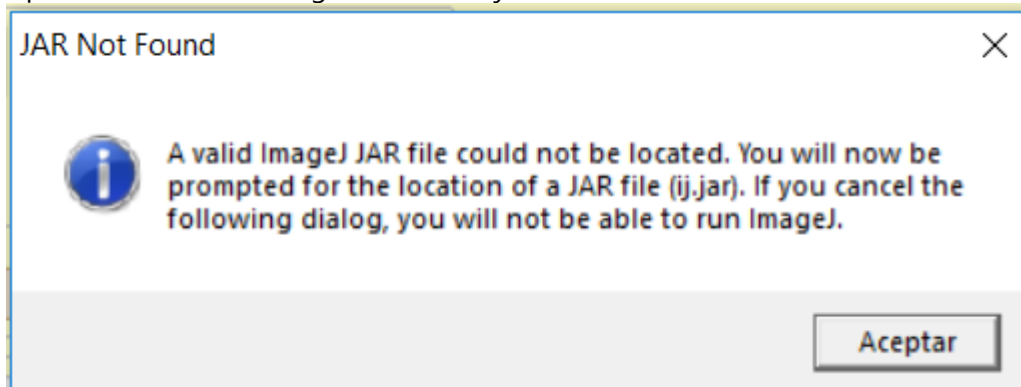 JAR Not Found
A valid ImageJ JAR file could not be located. You will now be
prompted for the location of a JAR file (ij.jar). If you cancel the
following dialog, you will not be able to run ImageJ.
Aceptar